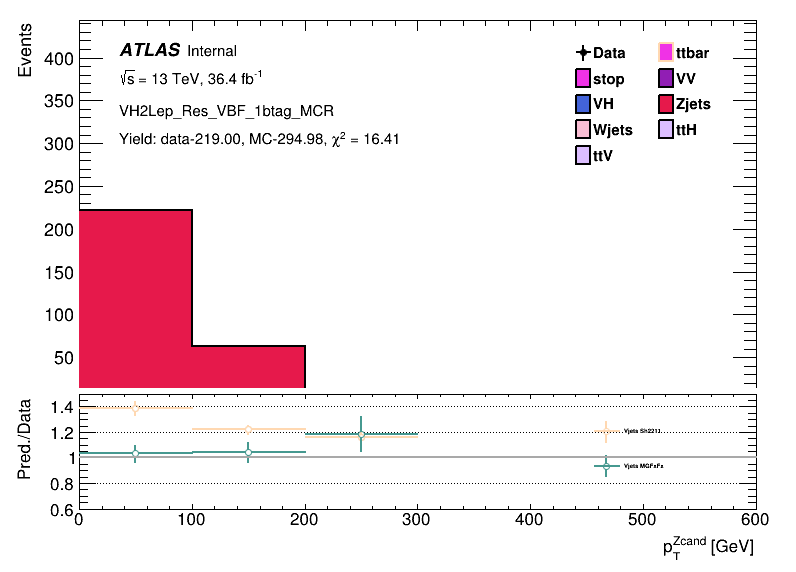 Events
ATLAS Internal
√s = 13 TeV, 36.4 fb⁻¹
VH2Lep_Res_VBF_1btag_MCR
Yield: data-219.00, MC-294.98, χ² = 16.41
Data
ttbar
stop
VV
VH
Zjets
Wjets
ttH
ttV
400
350
300
250
200
150
100
50
Pred./Data
1.4
1.2
1
0.8
0.6
Vjets Sh2211
Vjets MGFxFx
0 100 200 300 400 500 600
p_T^Zcand [GeV]